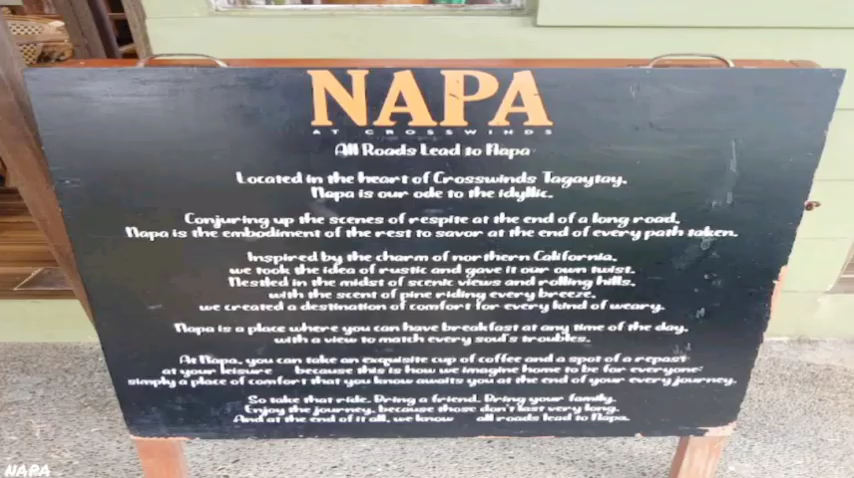 NAPA
AT CROSSWINDS
All Roads Lead to Napa
Located in the heart of Crosswinds Tagaytay,
Napa is our ode to the idyllic.
Conjuring up the scenes of respite at the end of a long road,
Napa is the embodiment of the rest to savor at the end of every path taken.
Inspired by the charm of northern California,
we took the idea of rustic and gave it our own twist.
Nestled in the midst of scenic views and rolling hills,
with the scent of pine riding every breeze,
we created a destination of comfort for every kind of weary.
Napa is a place where you can have breakfast at any time of the day,
with a view to match every soul's troubles.
At Napa, you can take an exquisite cup of coffee and a spot of a repast
at your leisure because this is how we imagine home to be for everyone:
simply a place of comfort that you know awaits you at the end of your every journey.
So take that ride. Bring a friend. Bring your family.
Enjoy the journey, because those don't last very long.
And at the end of it all, we know all roads lead to Napa.
NAPA